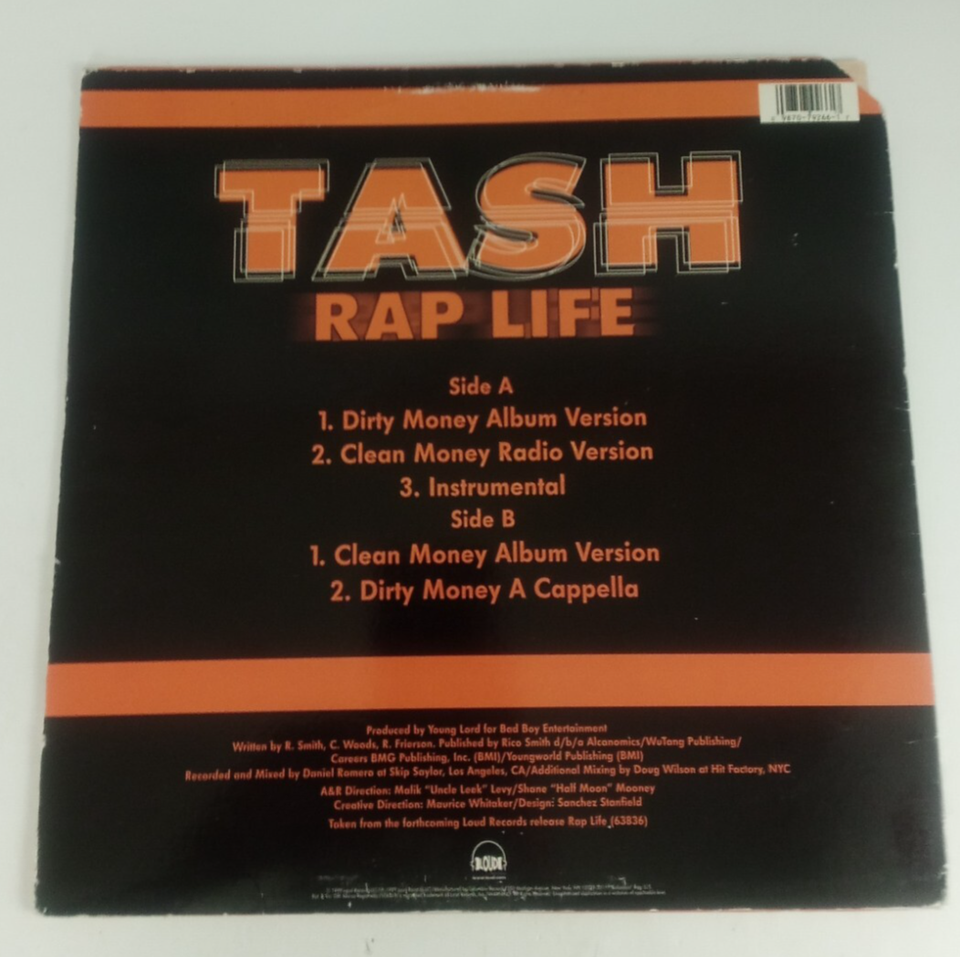 TASH
RAP LIFE
Side A
1. Dirty Money Album Version
2. Clean Money Radio Version
3. Instrumental
Side B
1. Clean Money Album Version
2. Dirty Money A Cappella
Produced by Young Lord for Bad Boy Entertainment
Written by R. Smith, C. Woods, R. Frierson. Published by Rico Smith d/b/a Alcanomics/WuTang Publishing/
Careers BMG Publishing, Inc. (BMI)/Youngworld Publishing (BMI)
Recorded and Mixed by Daniel Romero at Skip Saylor, Los Angeles, CA/Additional Mixing by Doug Wilson at Hit Factory, NYC
A&R Direction: Malik "Uncle Leek" Levy/Shane "Half Moon" Mooney
Creative Direction: Maurice Whitaker/Design: Sanchez Stanfield
Taken from the forthcoming Loud Records release Rap Life (63836)
LOUD